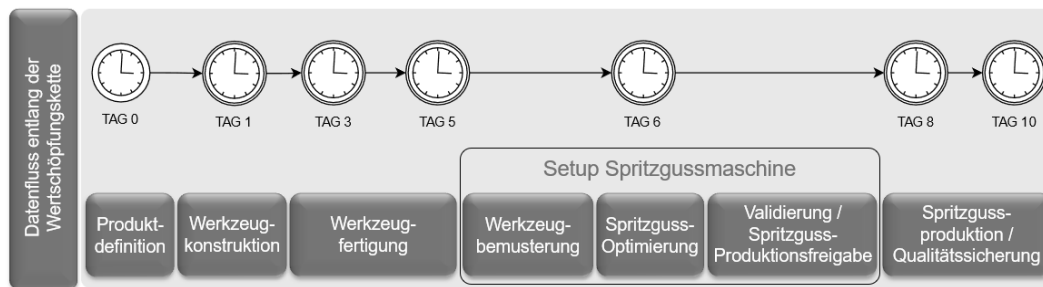 Datenfluss entlang der
Wertschöpfungskette
TAG 0
TAG 1
TAG 3
TAG 5
TAG 6
TAG 8
TAG 10
Setup Spritzgussmaschine
Produkt-
definition
Werkzeug-
konstruktion
Werkzeug-
fertigung
Werkzeug-
bemusterung
Spritzguss-
Optimierung
Validierung /
Spritzguss-
Produktionsfreigabe
Spritzguss-
produktion /
Qualitätssicherung